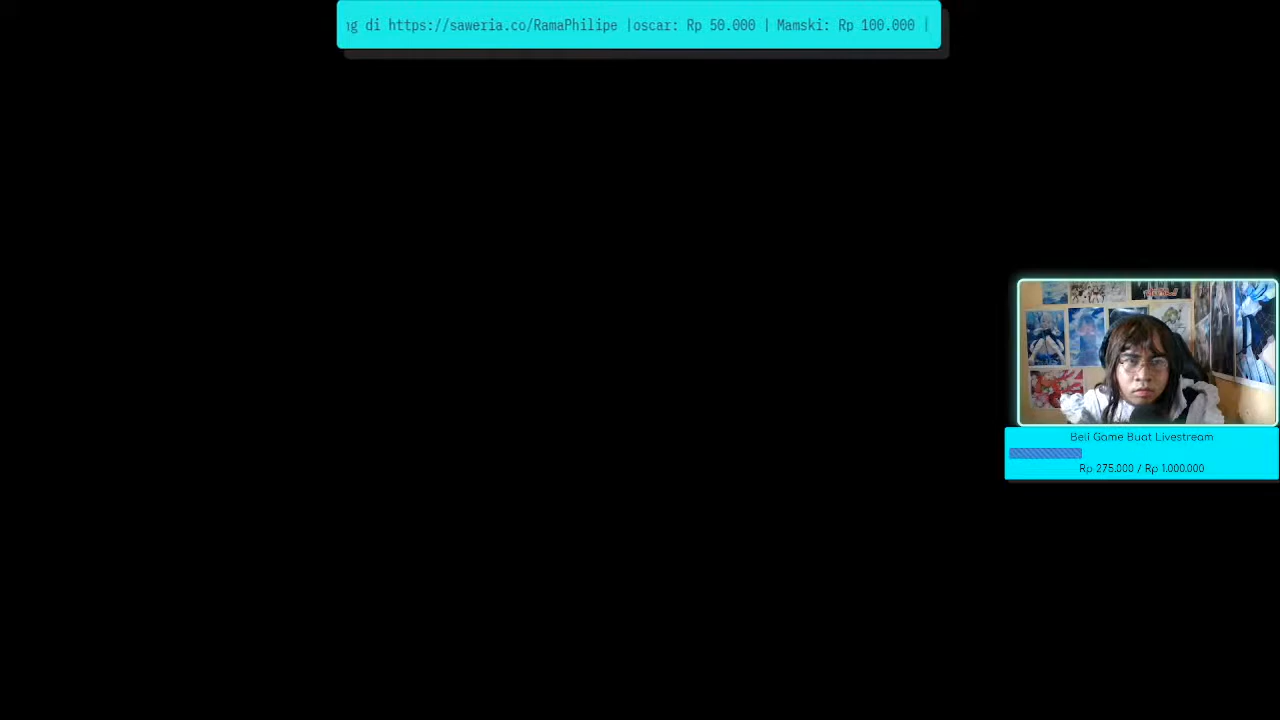 ng di https://saweria.co/RamaPhilipe |oscar: Rp 50.000 | Mamski: Rp 100.000 |
Beli Game Buat Livestream
Rp 275.000 / Rp 1.000.000